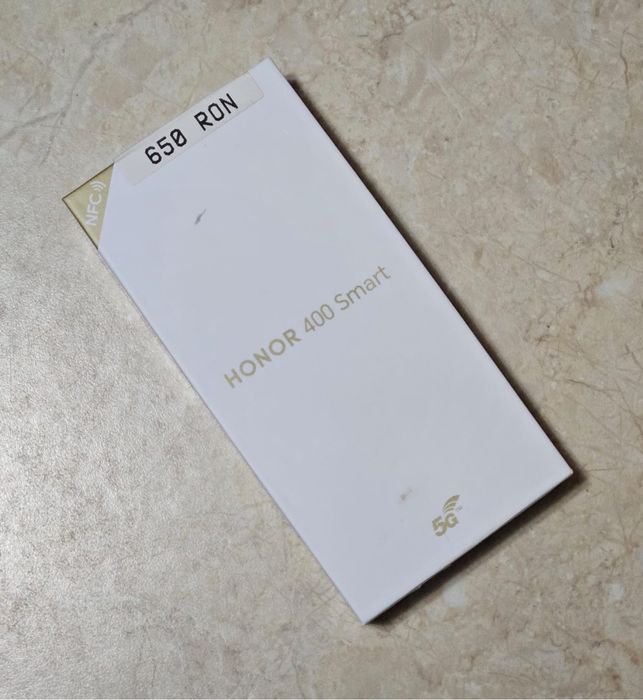 650 RON
NFC
HONOR 400 Smart
5G